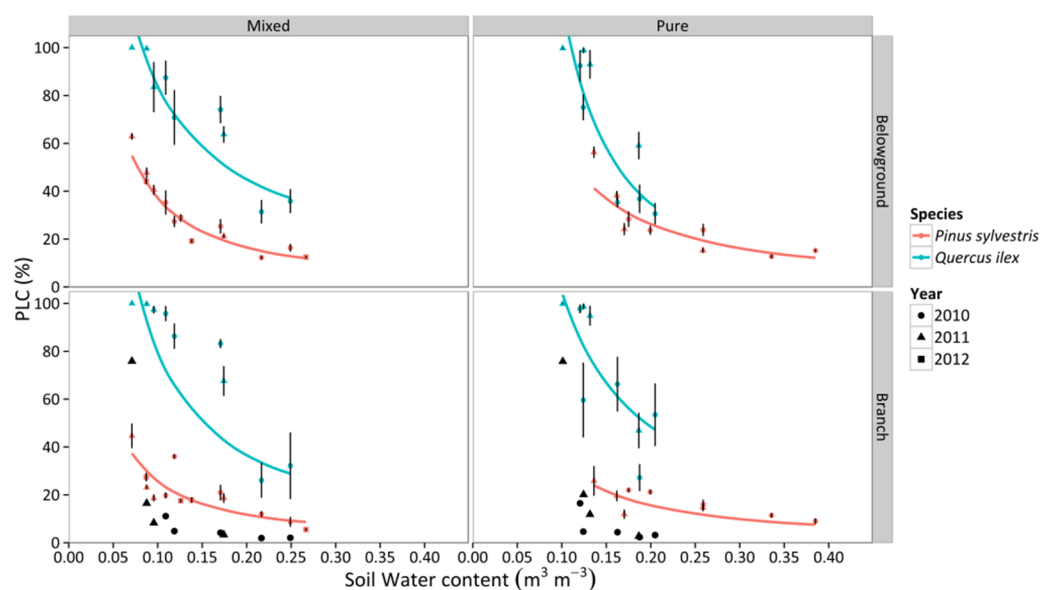 Mixed Pure
100
80
60
40
20
0
Belowground
100
80
60
40
20
0
Branch
PLC (%)
0.00 0.05 0.10 0.15 0.20 0.25 0.30 0.35 0.40 0.00 0.05 0.10 0.15 0.20 0.25 0.30 0.35 0.40
Soil Water content (m³ m⁻³)
Species
Pinus sylvestris
Quercus ilex
Year
2010
2011
2012